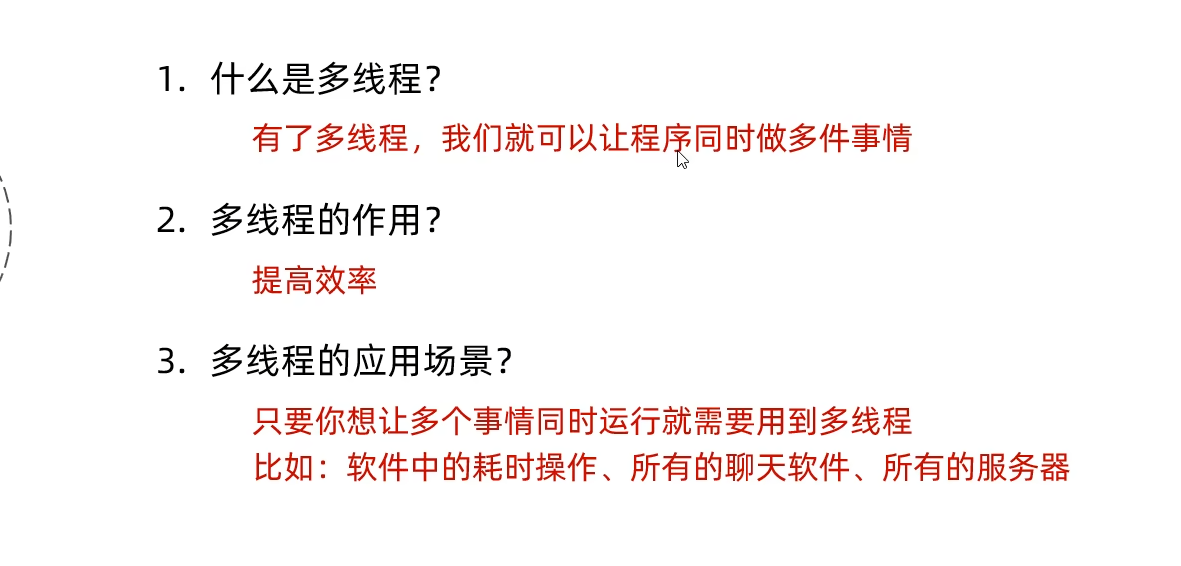 1. 什么是多线程？
有了多线程，我们就可以让程序同时做多件事情
2. 多线程的作用？
提高效率
3. 多线程的应用场景？
只要你想让多个事情同时运行就需要用到多线程
比如：软件中的耗时操作、所有的聊天软件、所有的服务器